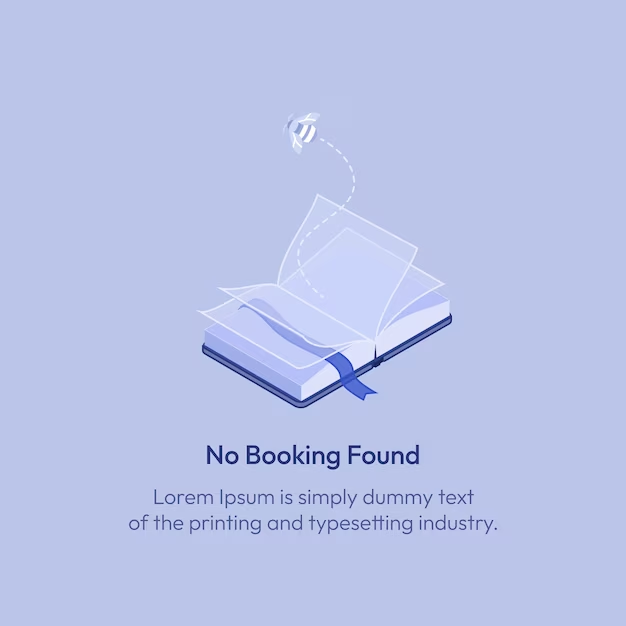 No Booking Found
Lorem Ipsum is simply dummy text
of the printing and typesetting industry.